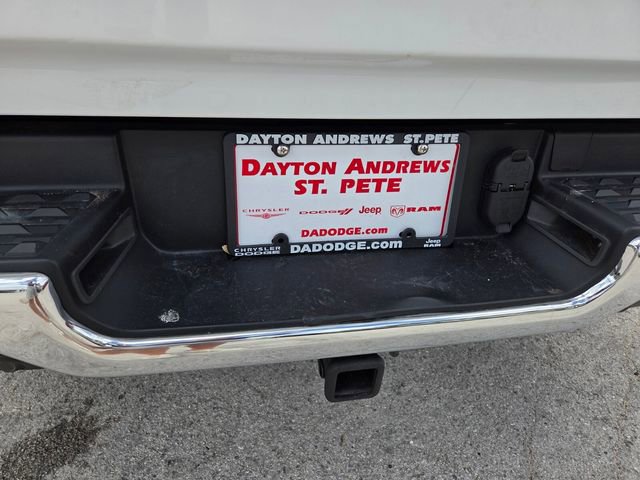 DAYTON ANDREWS ST.PETE
DAYTON ANDREWS
ST. PETE
CHRYSLER DODGE Jeep RAM
DADODGE.com
CHRYSLER DODGE DADODGE.com Jeep RAM